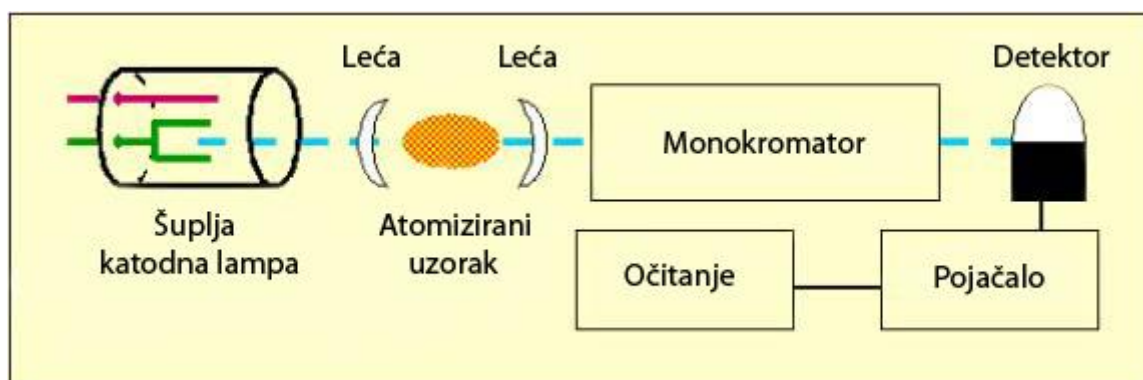 Leća
Leća
Detektor
Monokromator
Šuplja
katodna lampa
Atomizirani
uzorak
Očitanje
Pojačalo